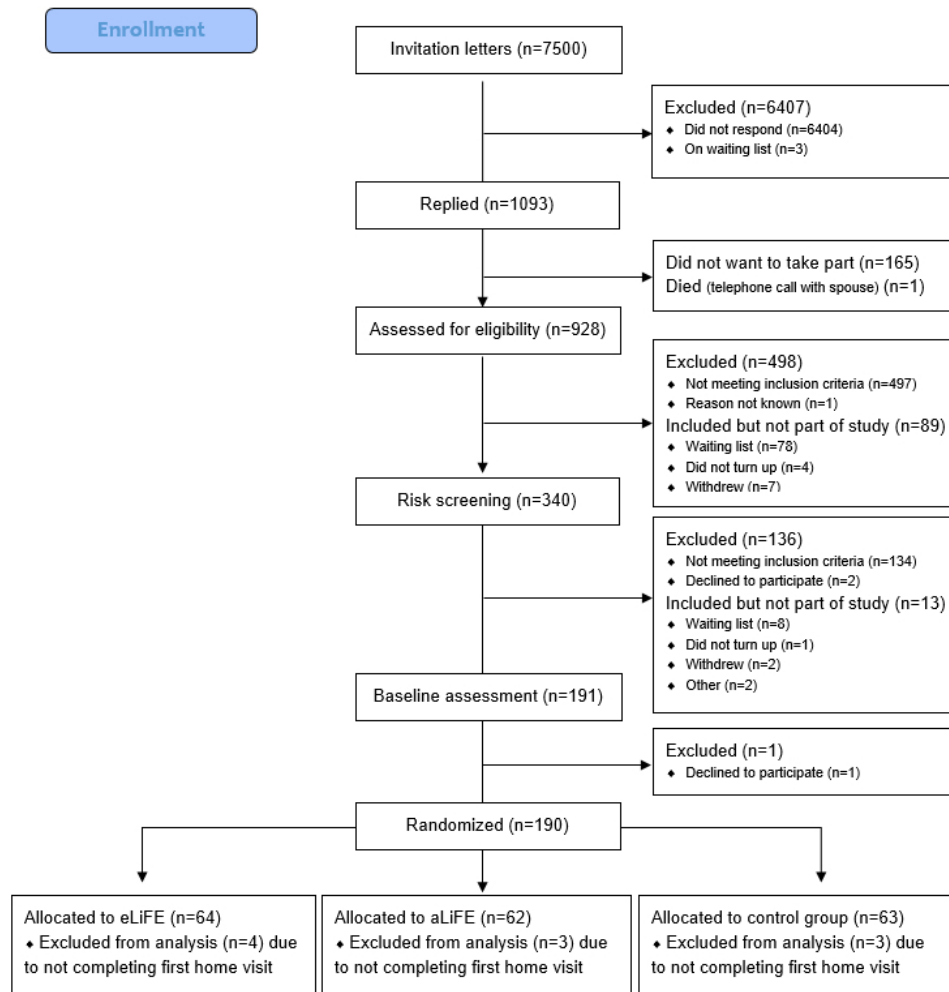 Enrollment
Invitation letters (n=7500)
Excluded (n=6407)
⬥ Did not respond (n=6404)
⬥ On waiting list (n=3)
Replied (n=1093)
Did not want to take part (n=165)
Died (telephone call with spouse) (n=1)
Assessed for eligibility (n=928)
Excluded (n=498)
⬥ Not meeting inclusion criteria (n=497)
⬥ Reason not known (n=1)
Included but not part of study (n=89)
⬥ Waiting list (n=78)
⬥ Did not turn up (n=4)
⬥ Withdrew (n=7)
Risk screening (n=340)
Excluded (n=136)
⬥ Not meeting inclusion criteria (n=134)
⬥ Declined to participate (n=2)
Included but not part of study (n=13)
⬥ Waiting list (n=8)
⬥ Did not turn up (n=1)
⬥ Withdrew (n=2)
⬥ Other (n=2)
Baseline assessment (n=191)
Excluded (n=1)
⬥ Declined to participate (n=1)
Randomized (n=190)
Allocated to eLiFE (n=64)
⬥ Excluded from analysis (n=4) due
to not completing first home visit
Allocated to aLiFE (n=62)
⬥ Excluded from analysis (n=3) due
to not completing first home visit
Allocated to control group (n=63)
⬥ Excluded from analysis (n=3) due
to not completing first home visit